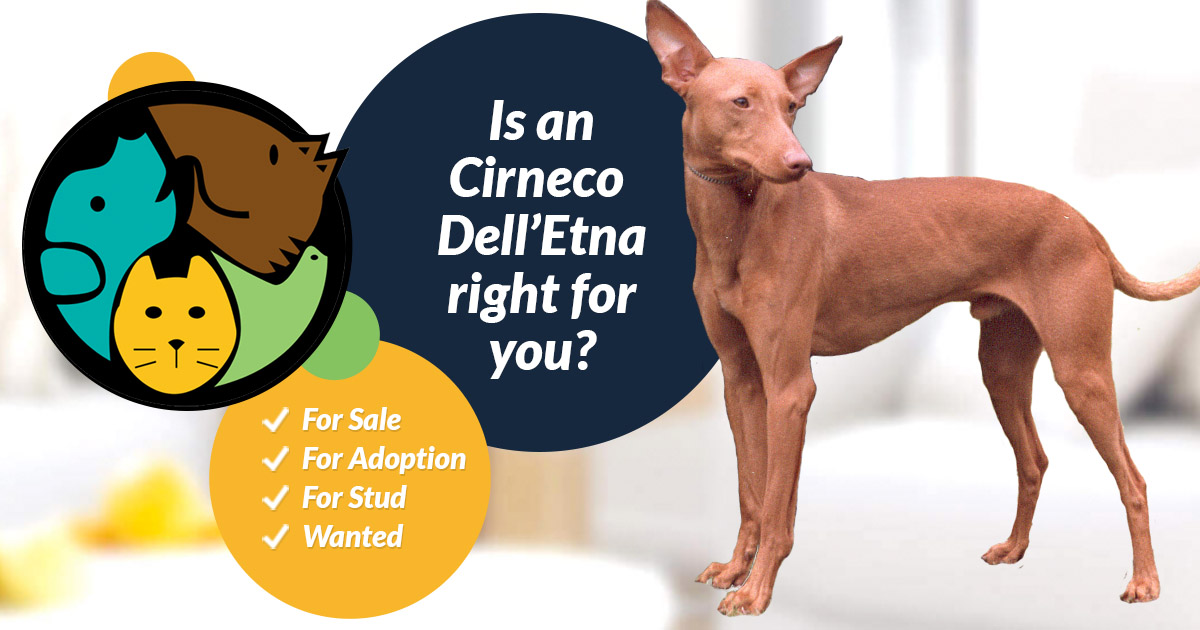 Is an
Cirneco
Dell’Etna
right for
you?
For Sale
For Adoption
For Stud
Wanted